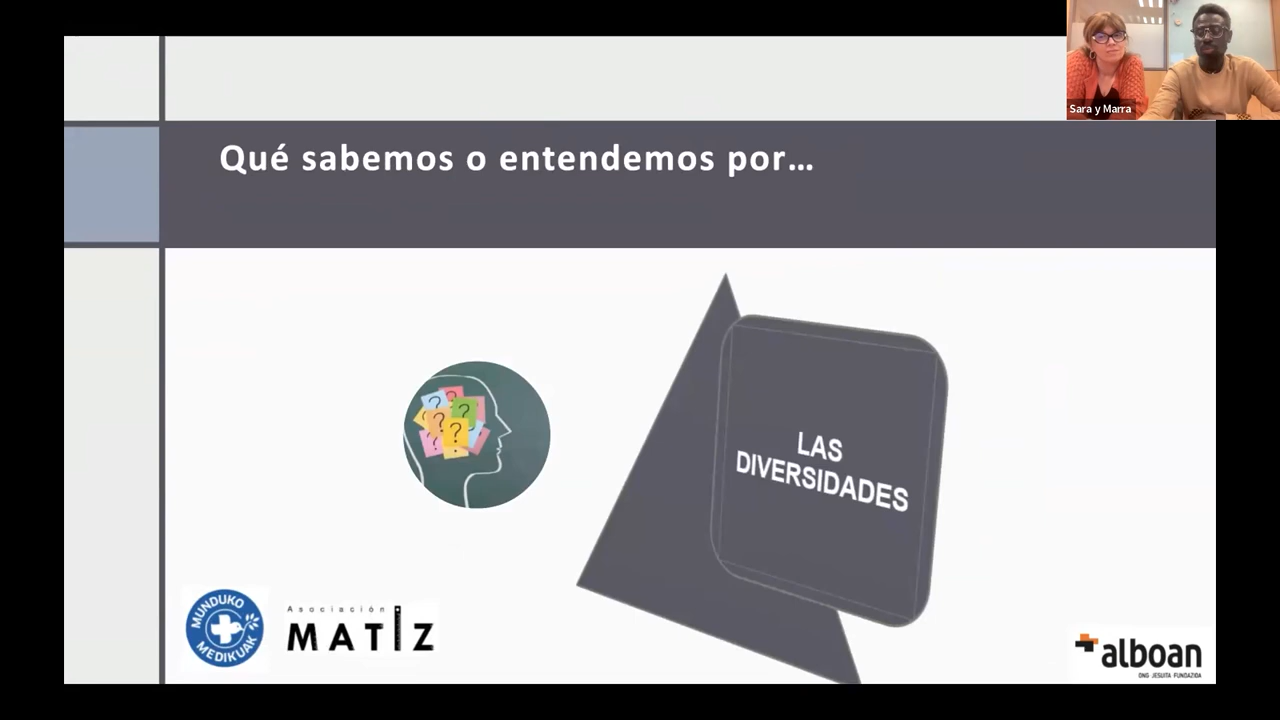 Sara y Marra
Qué sabemos o entendemos por...
? ? ? ? ?
LAS
DIVERSIDADES
MUNDUKO
MEDIKUAK
Asociación
MATIZ
alboan
ONG JESUITA FUNDAZIOA